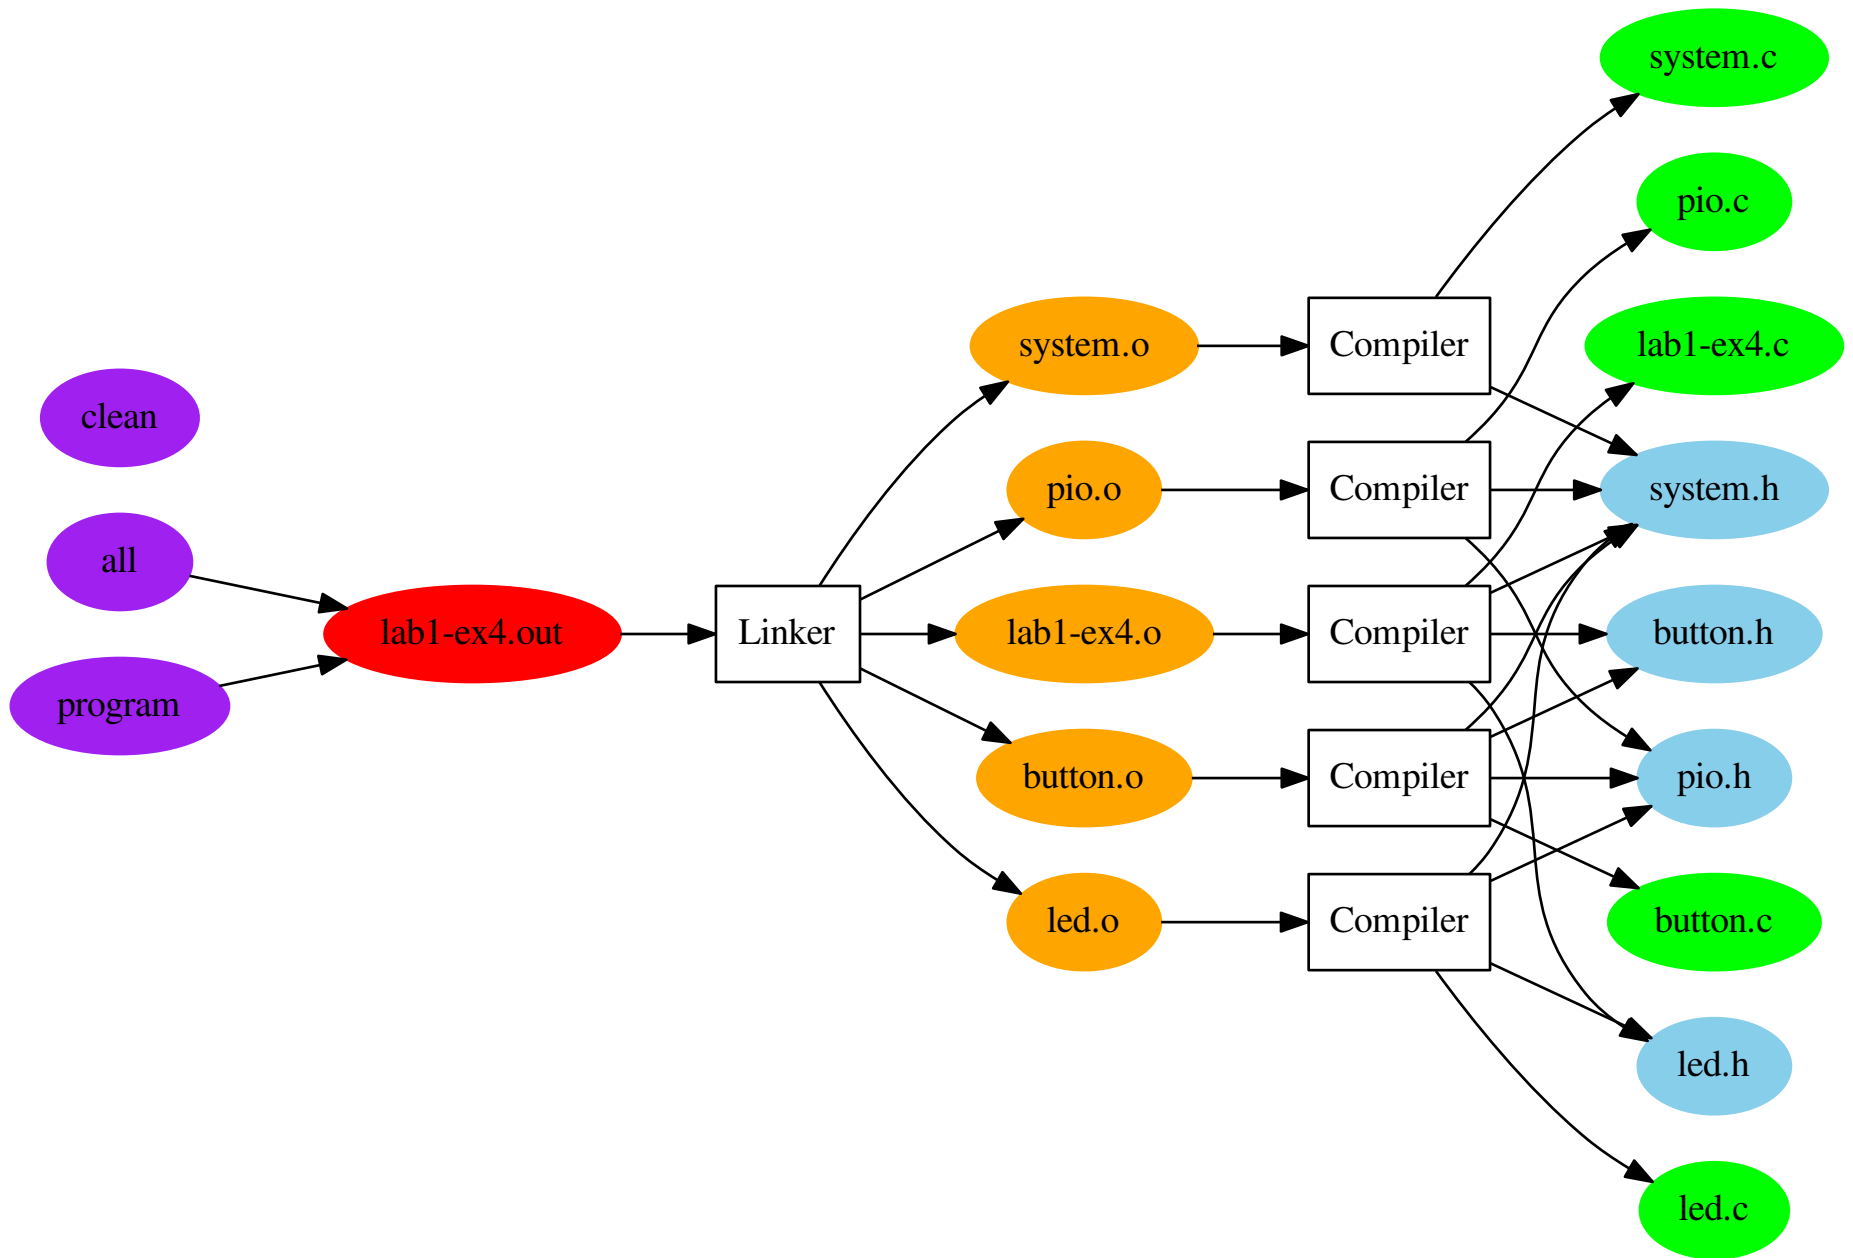 clean
all
program
lab1-ex4.out
Linker
system.o
pio.o
lab1-ex4.o
button.o
led.o
Compiler
Compiler
Compiler
Compiler
Compiler
system.c
pio.c
lab1-ex4.c
system.h
button.h
pio.h
button.c
led.h
led.c